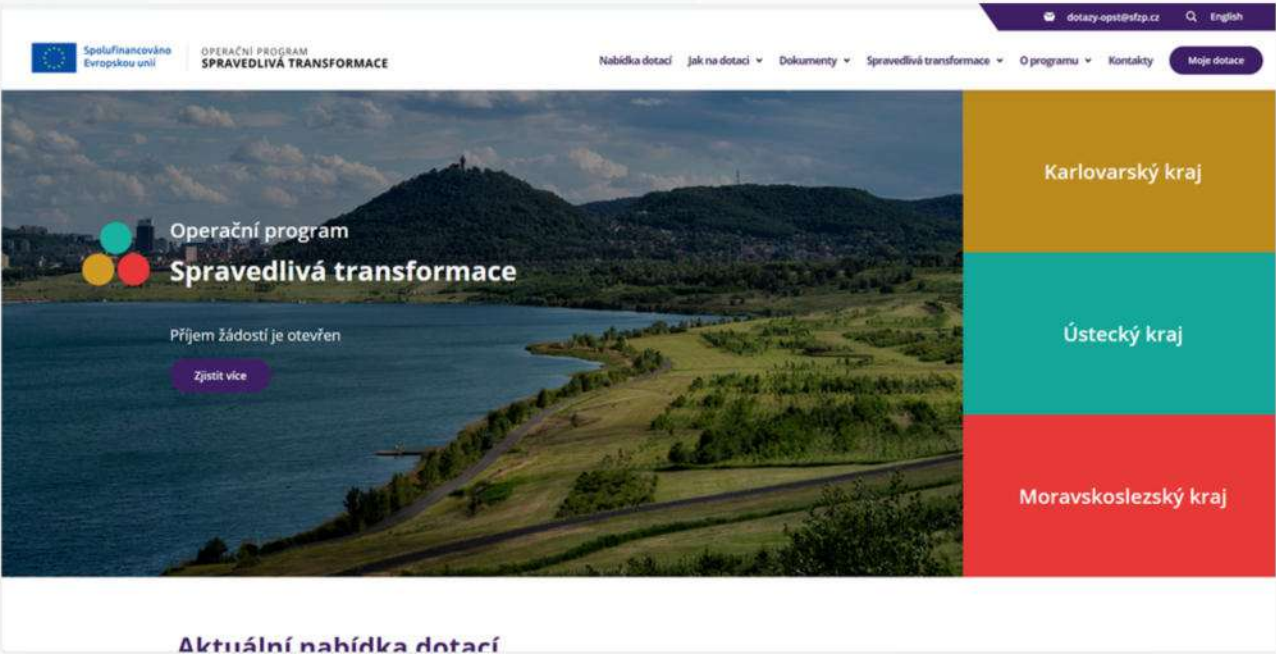 dotazy-opst@sfzp.cz English
Spolufinancováno
Evropskou unií
OPERAČNÍ PROGRAM
SPRAVEDLIVÁ TRANSFORMACE
Nabídka dotací Jak na dotaci Dokumenty Spravedlivá transformace O programu Kontakty Moje dotace
Operační program
Spravedlivá transformace
Příjem žádostí je otevřen
Zjistit více
Karlovarský kraj
Ústecký kraj
Moravskoslezský kraj
Aktuální nabídka dotací